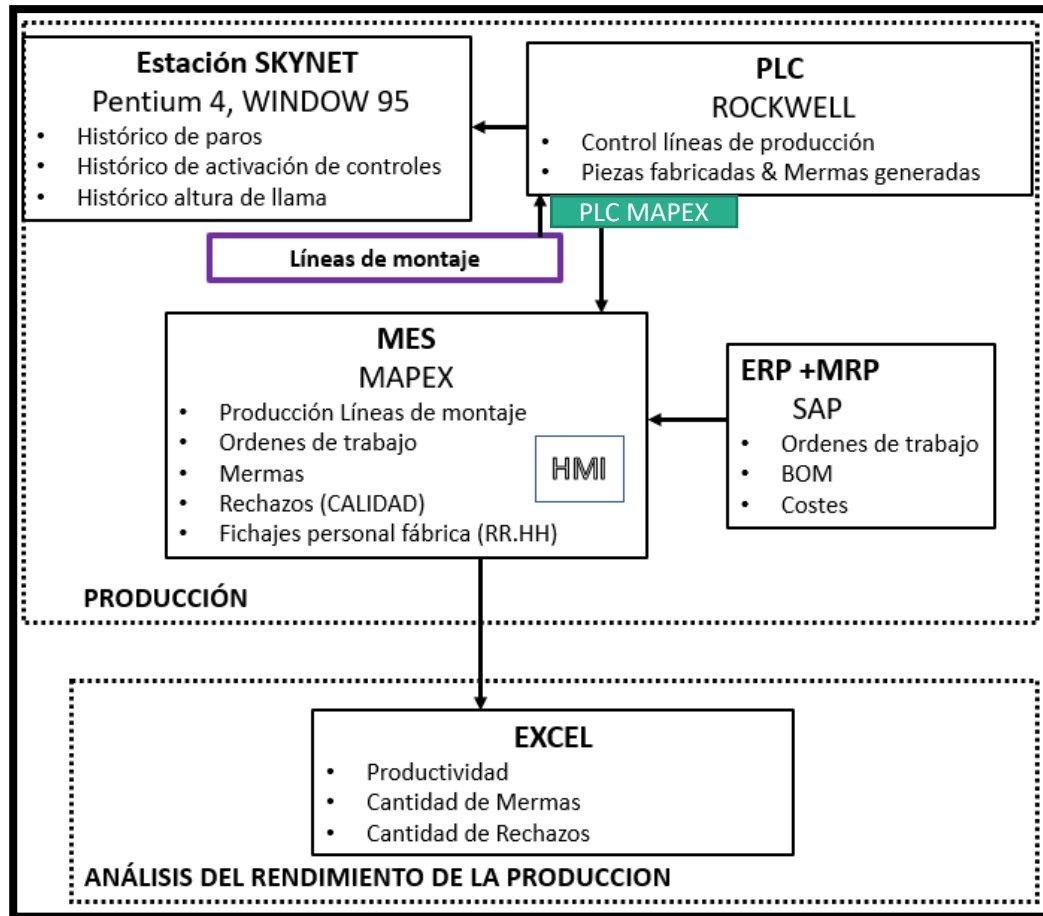 Estación SKYNET
Pentium 4, WINDOW 95
• Histórico de paros
• Histórico de activación de controles
• Histórico altura de llama
PLC
ROCKWELL
• Control líneas de producción
• Piezas fabricadas & Mermas generadas
PLC MAPEX
Líneas de montaje
MES
MAPEX
• Producción Líneas de montaje
• Ordenes de trabajo
• Mermas
• Rechazos (CALIDAD)
• Fichajes personal fábrica (RR.HH)
HMI
ERP +MRP
SAP
• Ordenes de trabajo
• BOM
• Costes
PRODUCCIÓN
EXCEL
• Productividad
• Cantidad de Mermas
• Cantidad de Rechazos
ANÁLISIS DEL RENDIMIENTO DE LA PRODUCCION